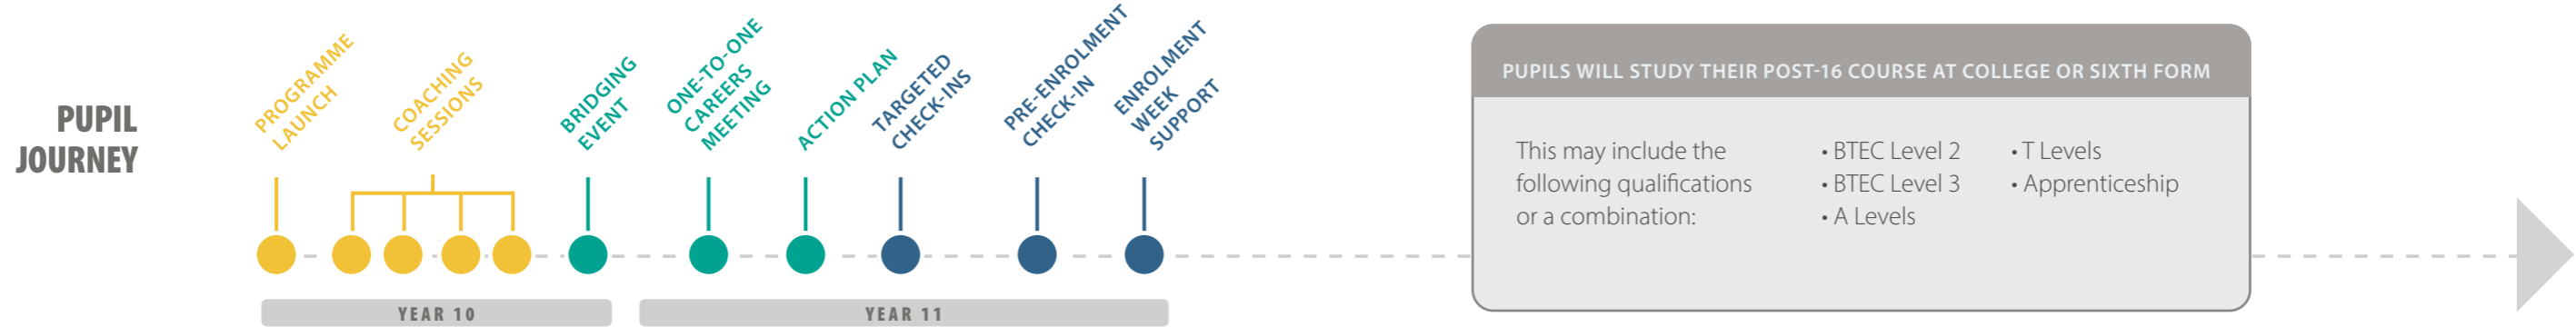 PUPIL
JOURNEY
PROGRAMME
LAUNCH
COACHING
SESSIONS
BRIDGING
EVENT
ONE-TO-ONE
CAREERS
MEETING
ACTION PLAN
TARGETED
CHECK-INS
PRE-ENROLMENT
CHECK-IN
ENROLMENT
WEEK
SUPPORT
YEAR 10
YEAR 11
PUPILS WILL STUDY THEIR POST-16 COURSE AT COLLEGE OR SIXTH FORM
This may include the
following qualifications
or a combination:
• BTEC Level 2
• BTEC Level 3
• A Levels
• T Levels
• Apprenticeship